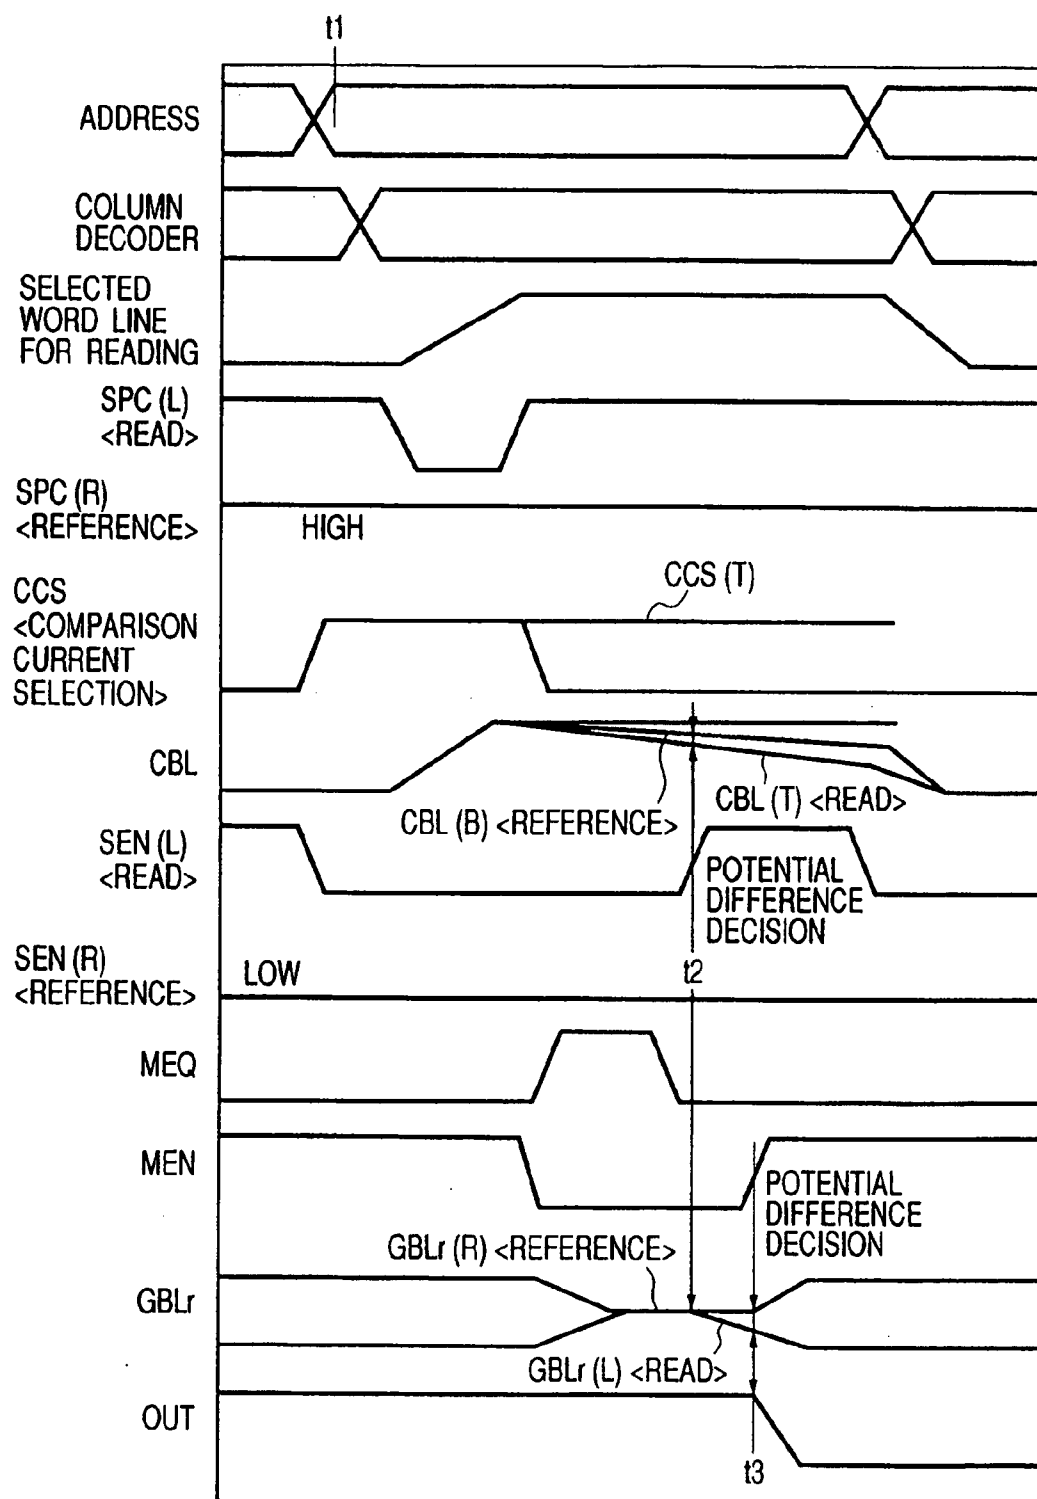 t1
ADDRESS
COLUMN
DECODER
SELECTED
WORD LINE
FOR READING
SPC (L)
<READ>
SPC (R)
<REFERENCE>
HIGH
CCS
<COMPARISON
CURRENT
SELECTION>
CCS (T)
CBL
CBL (B) <REFERENCE>
CBL (T) <READ>
SEN (L)
<READ>
POTENTIAL
DIFFERENCE
DECISION
SEN (R)
<REFERENCE>
LOW
t2
MEQ
MEN
POTENTIAL
DIFFERENCE
DECISION
GBLr (R) <REFERENCE>
GBLr
GBLr (L) <READ>
OUT
t3